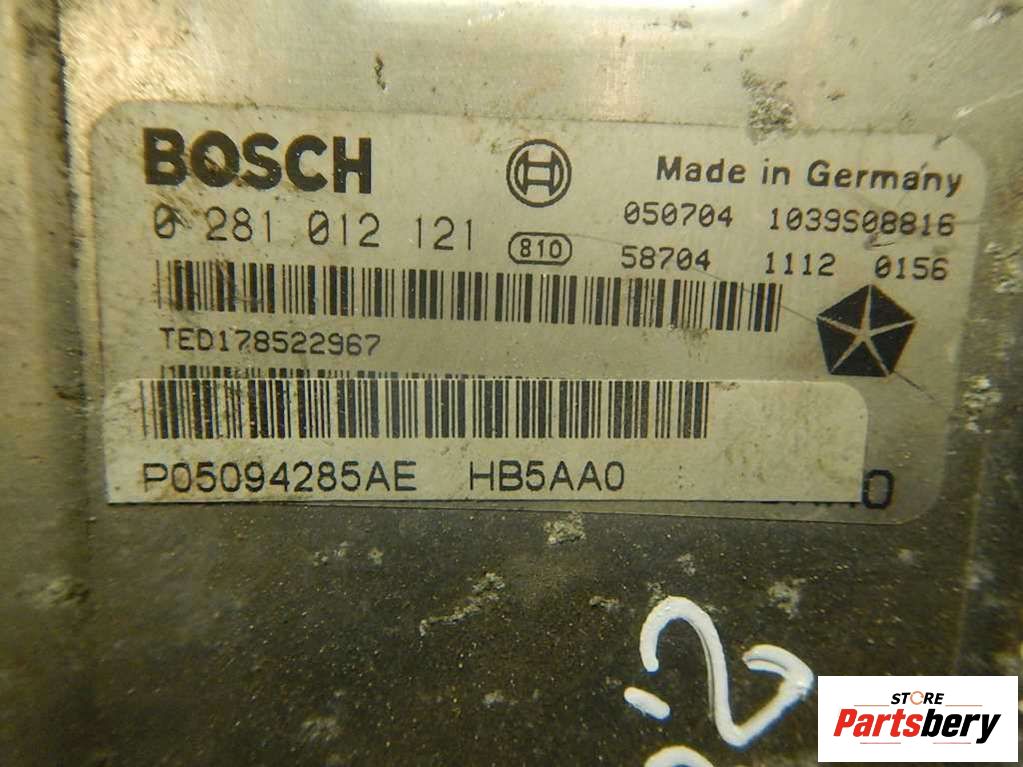 BOSCH
Made in Germany
0 281 012 121
810
050704 1039S08816
58704 1112 0156
TED178522967
P05094285AE HB5AA0
STORE
Partsbery